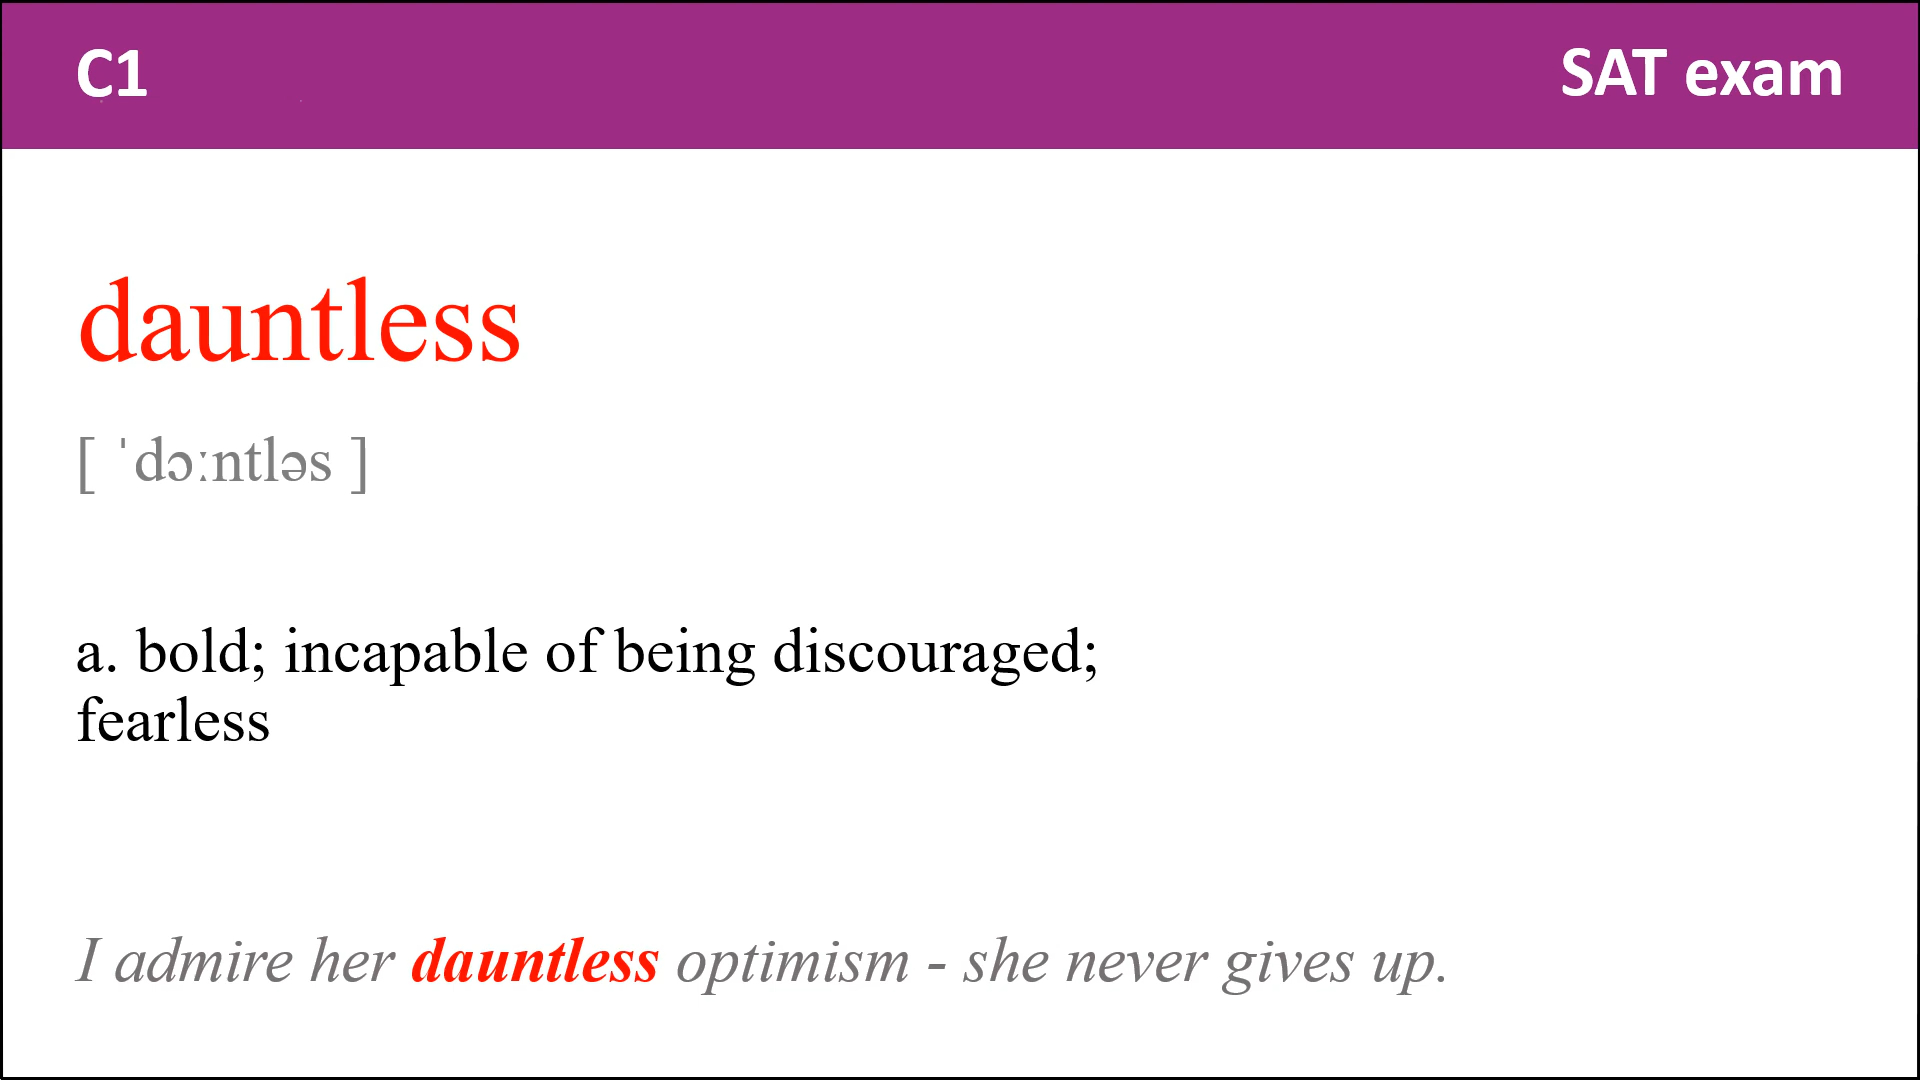 C1
SAT exam
dauntless
[ ˈdɔːntləs ]
a. bold; incapable of being discouraged;
fearless
I admire her dauntless optimism - she never gives up.